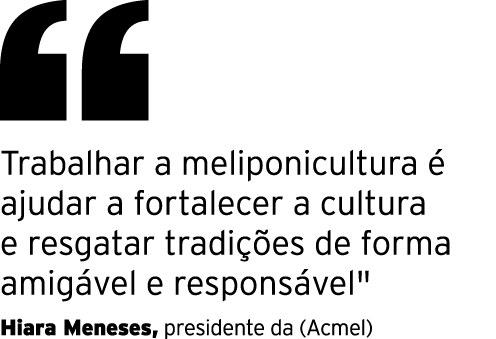 “
Trabalhar a meliponicultura é
ajudar a fortalecer a cultura
e resgatar tradições de forma
amigável e responsável"
Hiara Meneses, presidente da (Acmel)